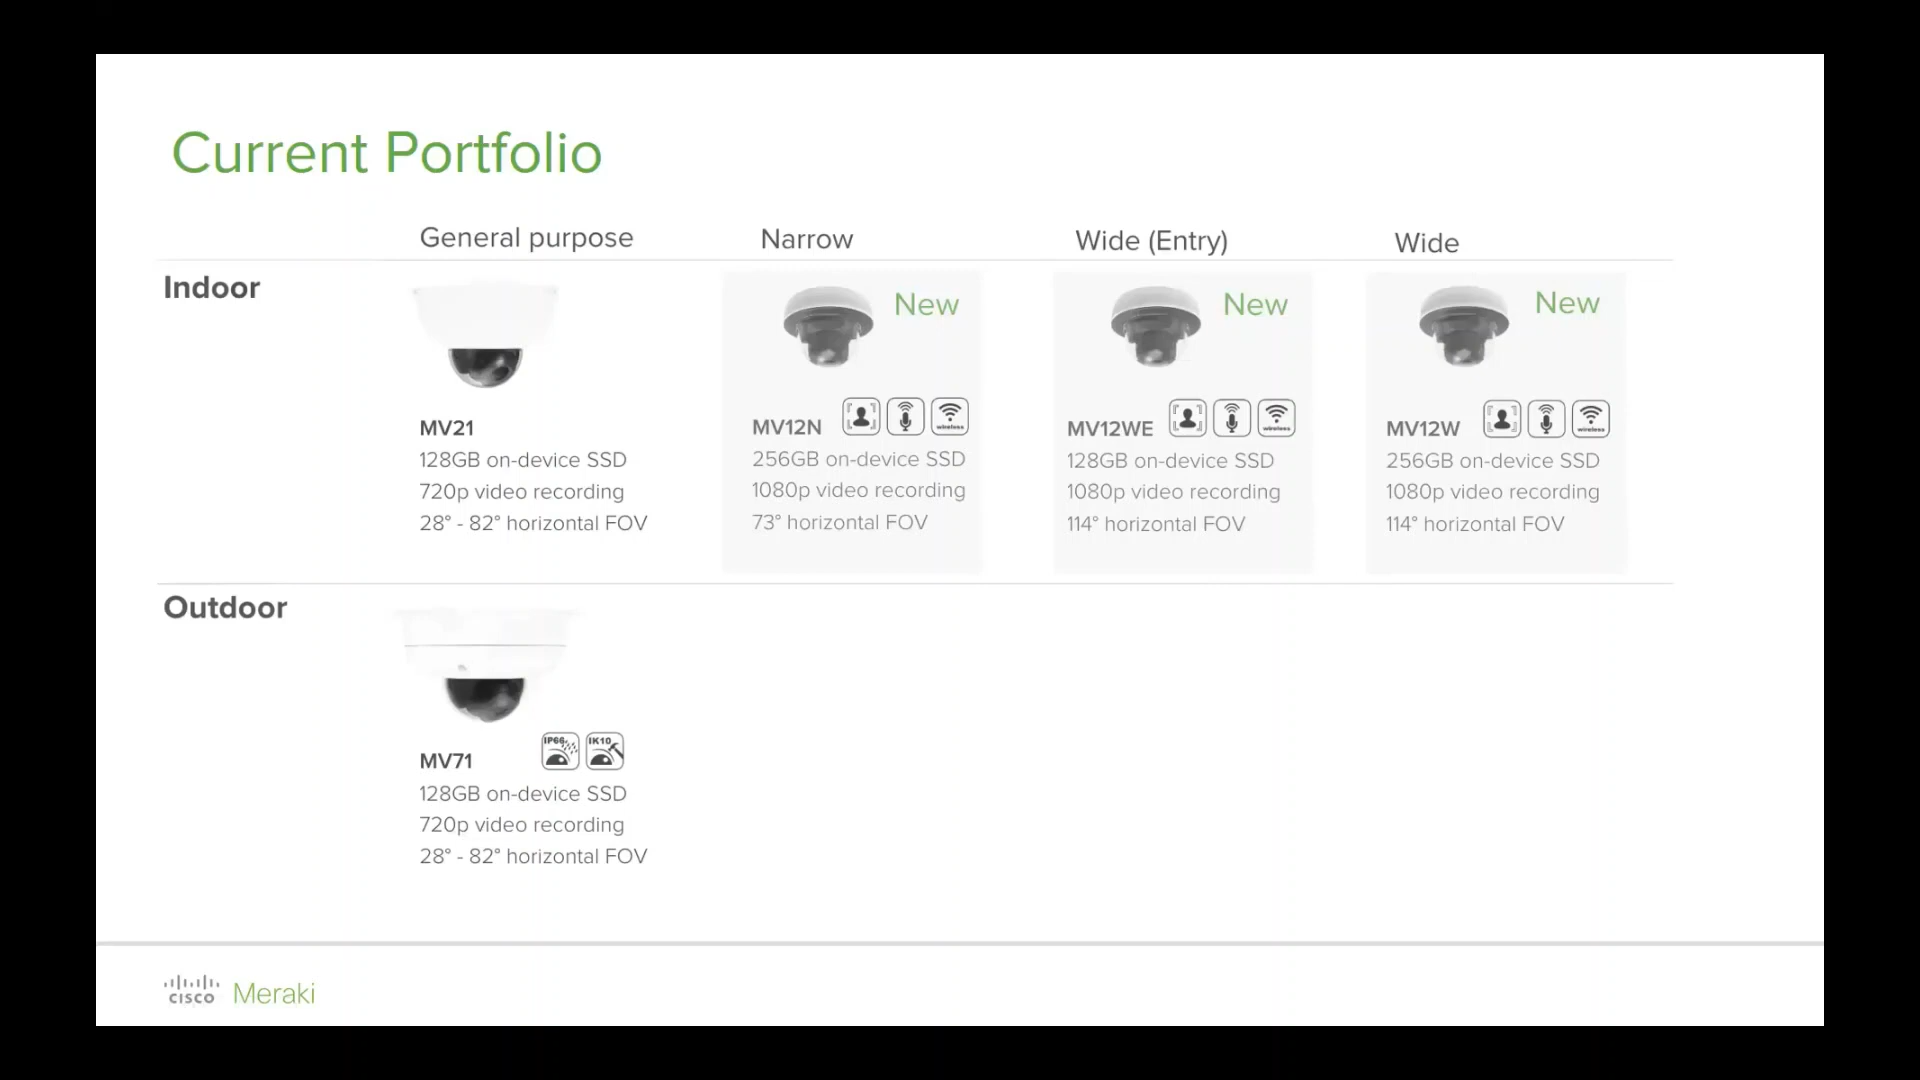 Current Portfolio
General purpose
Narrow
Wide (Entry)
Wide
Indoor
New
New
New
MV21
128GB on-device SSD
720p video recording
28° - 82° horizontal FOV
MV12N
wireless
256GB on-device SSD
1080p video recording
73° horizontal FOV
MV12WE
wireless
128GB on-device SSD
1080p video recording
114° horizontal FOV
MV12W
wireless
256GB on-device SSD
1080p video recording
114° horizontal FOV
Outdoor
IP66
IK10
MV71
128GB on-device SSD
720p video recording
28° - 82° horizontal FOV
cisco Meraki